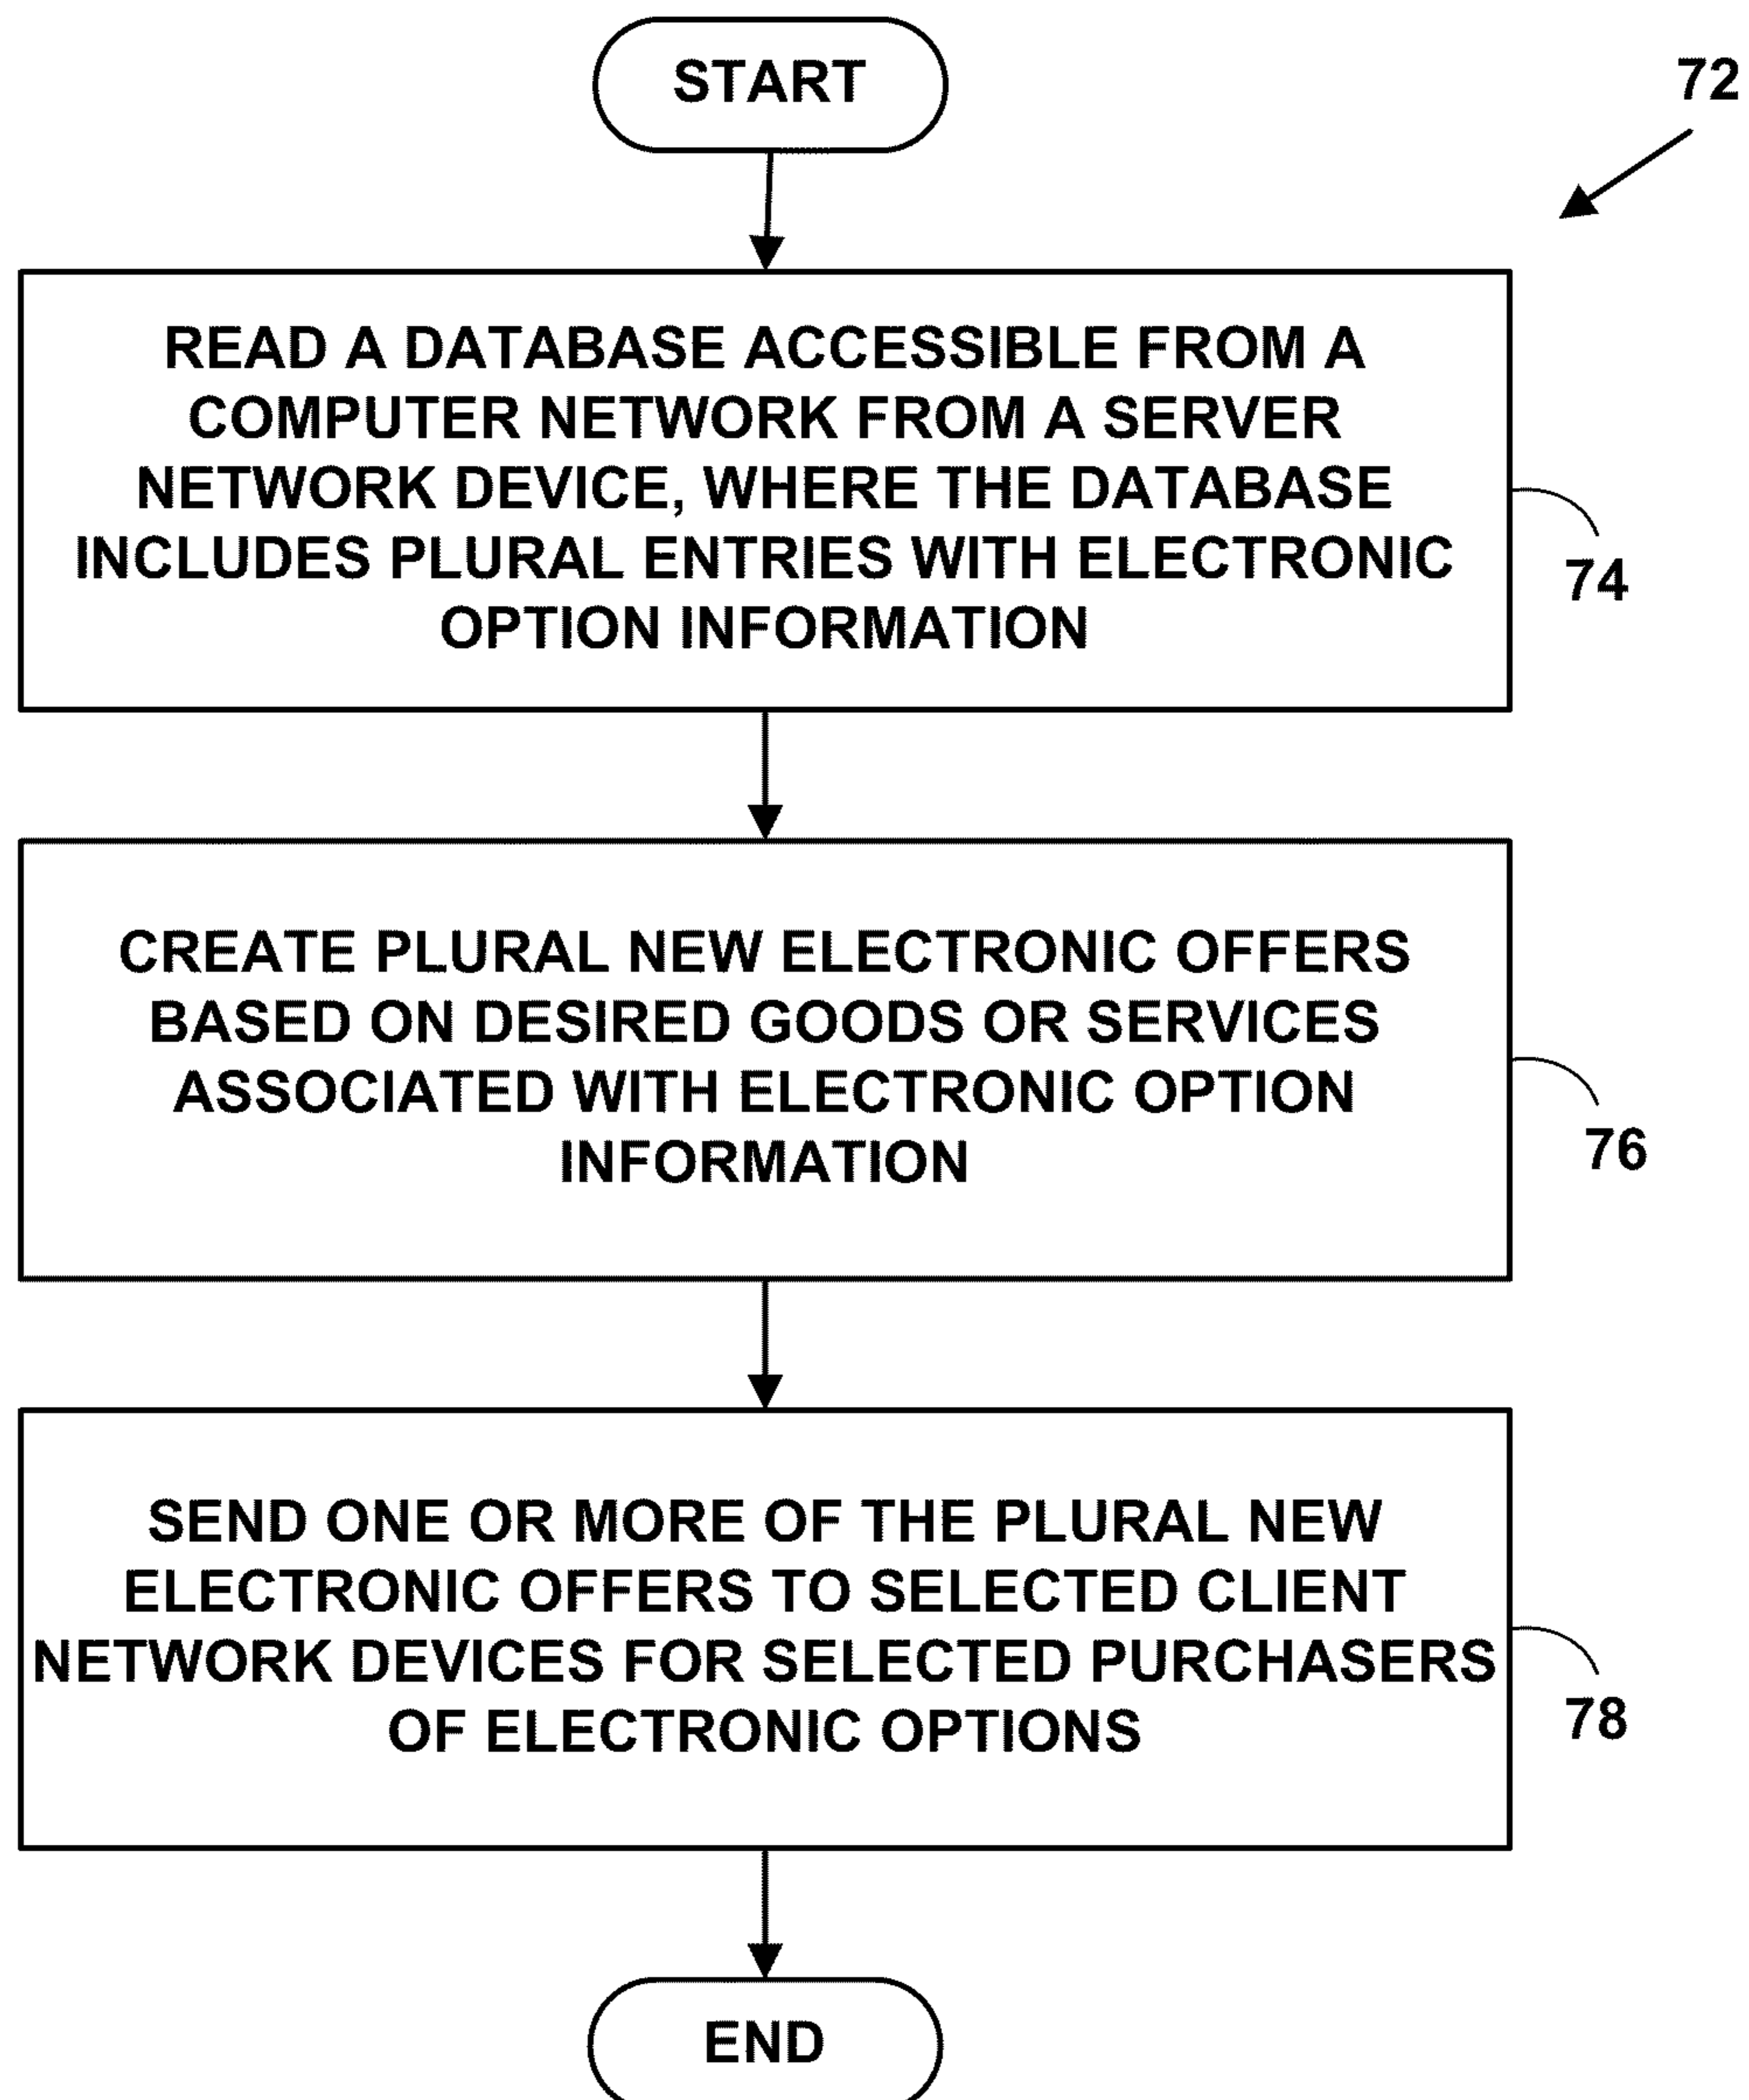 START
72
READ A DATABASE ACCESSIBLE FROM A
COMPUTER NETWORK FROM A SERVER
NETWORK DEVICE, WHERE THE DATABASE
INCLUDES PLURAL ENTRIES WITH ELECTRONIC
OPTION INFORMATION
74
CREATE PLURAL NEW ELECTRONIC OFFERS
BASED ON DESIRED GOODS OR SERVICES
ASSOCIATED WITH ELECTRONIC OPTION
INFORMATION
76
SEND ONE OR MORE OF THE PLURAL NEW
ELECTRONIC OFFERS TO SELECTED CLIENT
NETWORK DEVICES FOR SELECTED PURCHASERS
OF ELECTRONIC OPTIONS
78
END